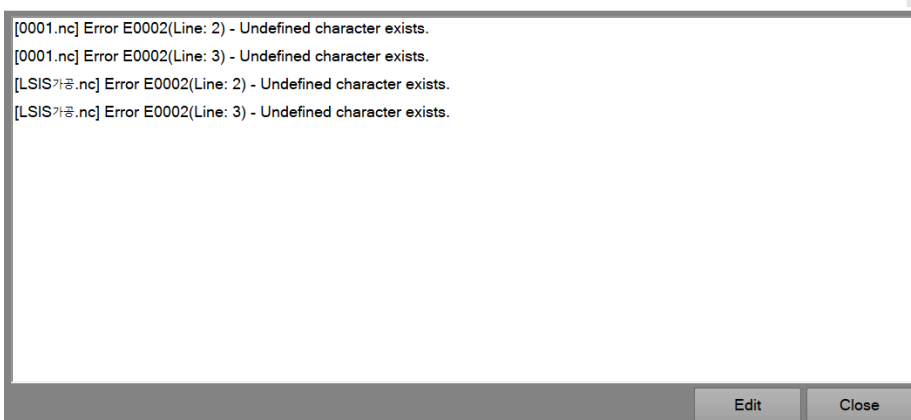 [0001.nc] Error E0002(Line: 2) - Undefined character exists.
[0001.nc] Error E0002(Line: 3) - Undefined character exists.
[LSIS가공.nc] Error E0002(Line: 2) - Undefined character exists.
[LSIS가공.nc] Error E0002(Line: 3) - Undefined character exists.
Edit Close